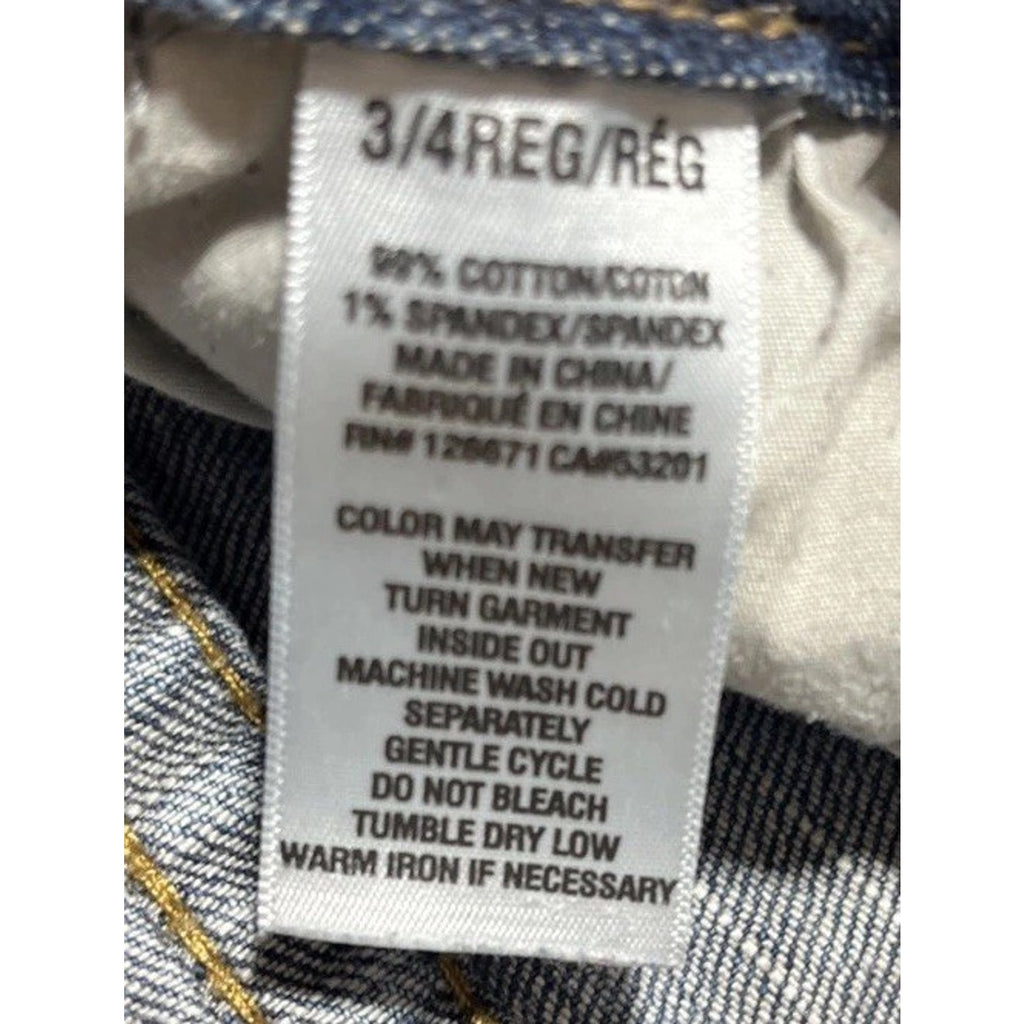 3/4REG/RÉG
99% COTTON/COTON
1% SPANDEX/SPANDEX
MADE IN CHINA/
FABRIQUÉ EN CHINE
RN# 128671 CA#53201
COLOR MAY TRANSFER
WHEN NEW
TURN GARMENT
INSIDE OUT
MACHINE WASH COLD
SEPARATELY
GENTLE CYCLE
DO NOT BLEACH
TUMBLE DRY LOW
WARM IRON IF NECESSARY